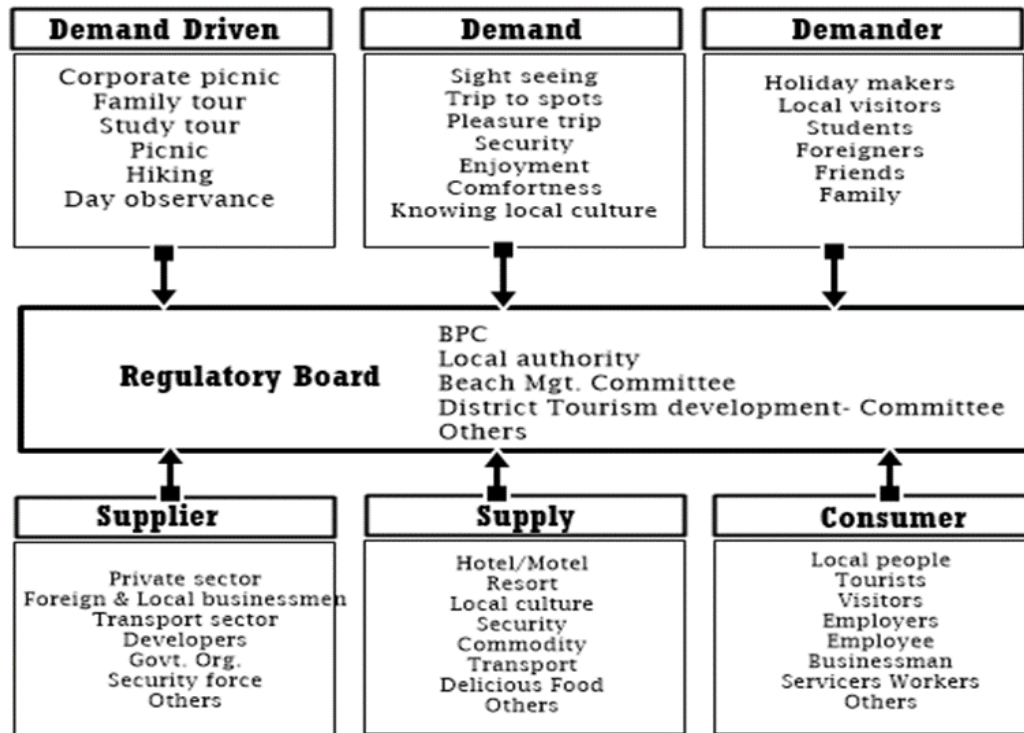 Demand Driven
Corporate picnic
Family tour
Study tour
Picnic
Hiking
Day observance
Demand
Sight seeing
Trip to spots
Pleasure trip
Security
Enjoyment
Comfortness
Knowing local culture
Demander
Holiday makers
Local visitors
Students
Foreigners
Friends
Family
Regulatory Board
BPC
Local authority
Beach Mgt. Committee
District Tourism development- Committee
Others
Supplier
Private sector
Foreign & Local businessmen
Transport sector
Developers
Govt. Org.
Security force
Others
Supply
Hotel/Motel
Resort
Local culture
Security
Commodity
Transport
Delicious Food
Others
Consumer
Local people
Tourists
Visitors
Employers
Employee
Businessman
Servicers Workers
Others